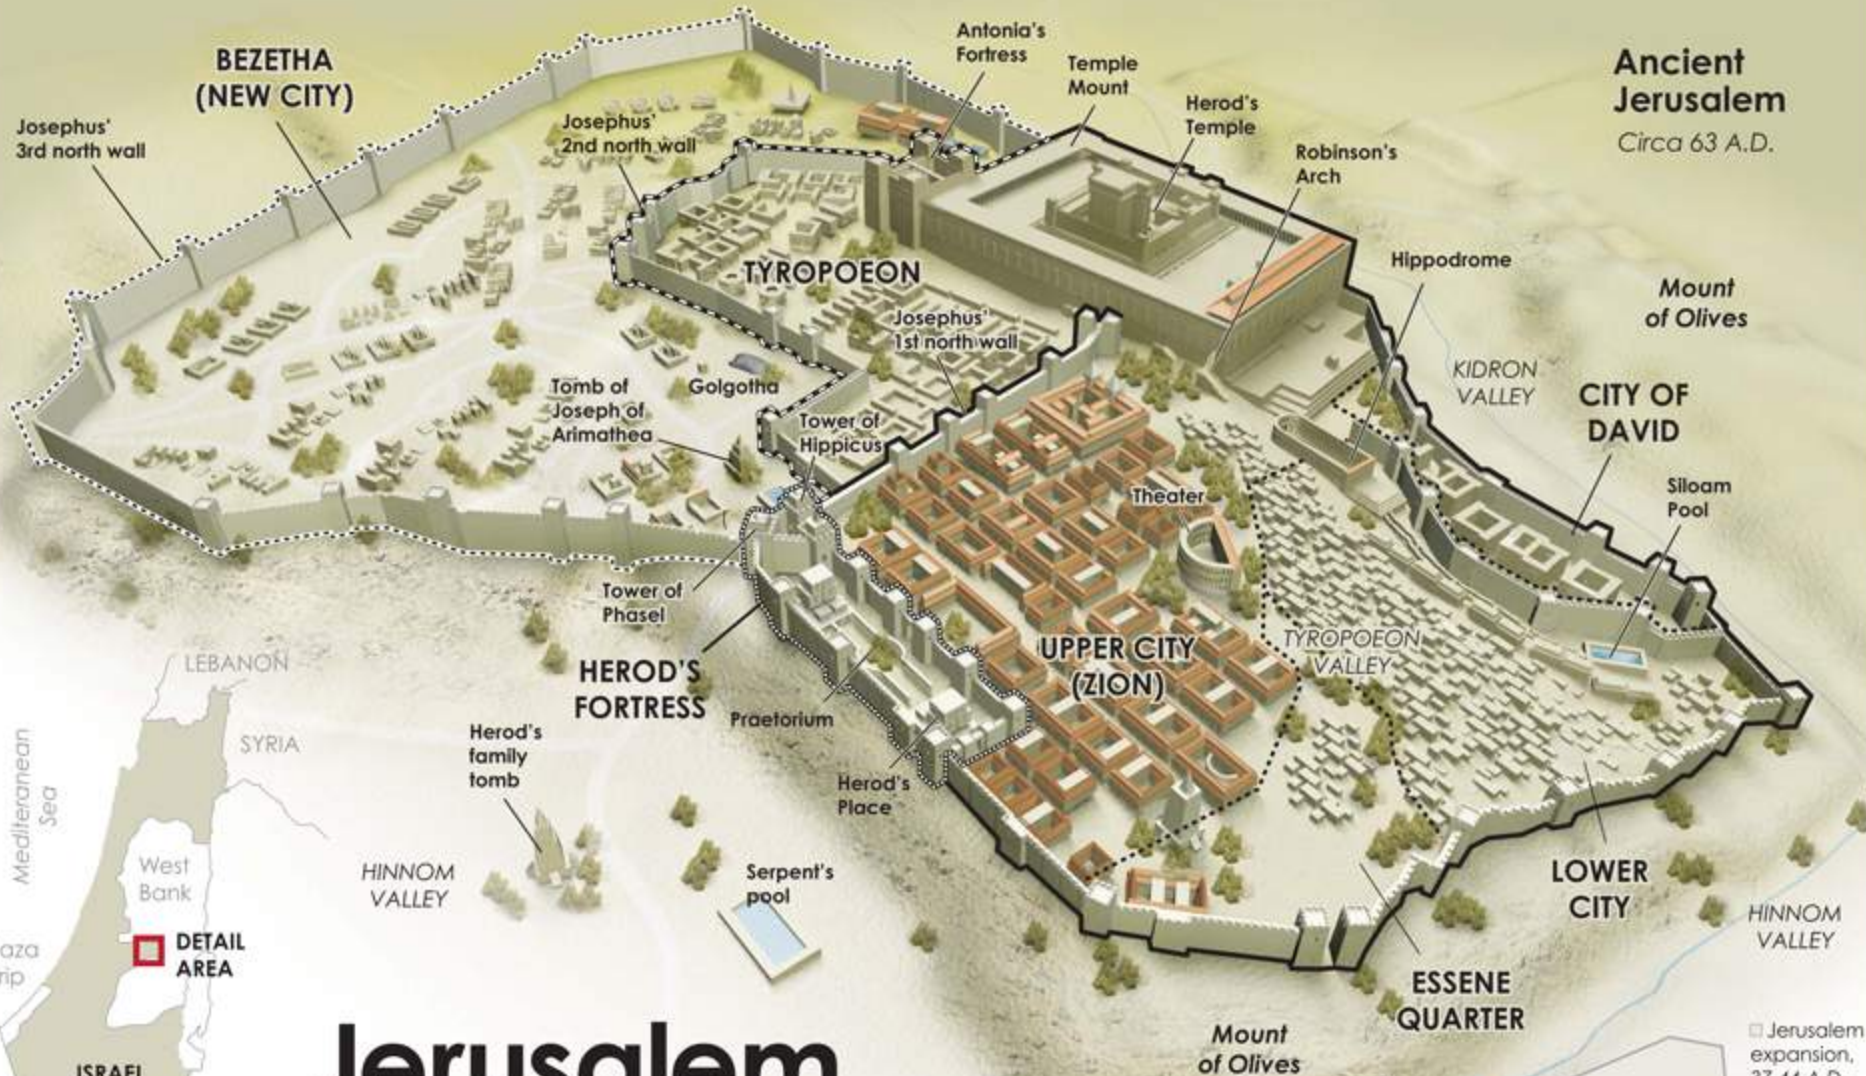 BEZETHA
(NEW CITY)
Josephus'
3rd north wall
Josephus'
2nd north wall
Antonia's
Fortress
Temple
Mount
Herod's
Temple
Robinson's
Arch
Ancient
Jerusalem
Circa 63 A.D.
Hippodrome
Mount
of Olives
TYROPOEON
Josephus'
1st north wall
KIDRON
VALLEY
CITY OF
DAVID
Golgotha
Tomb of
Joseph of
Arimathea
Tower of
Hippicus
Theater
Siloam
Pool
Tower of
Phasel
HEROD'S
FORTRESS
UPPER CITY
(ZION)
TYROPOEON
VALLEY
Praetorium
Herod's
family
tomb
Herod's
Place
LEBANON
SYRIA
Mediteranean
Sea
West
Bank
DETAIL
AREA
ISRAEL
HINNOM
VALLEY
Serpent's
pool
LOWER
CITY
HINNOM
VALLEY
ESSENE
QUARTER
Mount
of Olives
Jerusalem
Jerusalem
expansion,